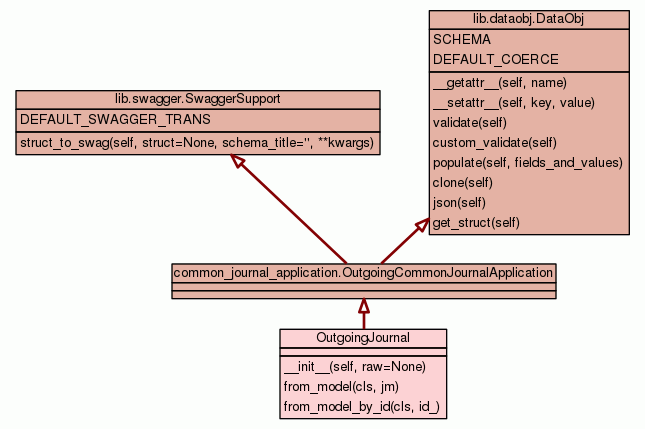 lib.dataobj.DataObj
SCHEMA
DEFAULT_COERCE
__getattr__(self, name)
__setattr__(self, key, value)
validate(self)
custom_validate(self)
populate(self, fields_and_values)
clone(self)
json(self)
get_struct(self)
lib.swagger.SwaggerSupport
DEFAULT_SWAGGER_TRANS
struct_to_swag(self, struct=None, schema_title='', **kwargs)
common_journal_application.OutgoingCommonJournalApplication
OutgoingJournal
__init__(self, raw=None)
from_model(cls, jm)
from_model_by_id(cls, id_)